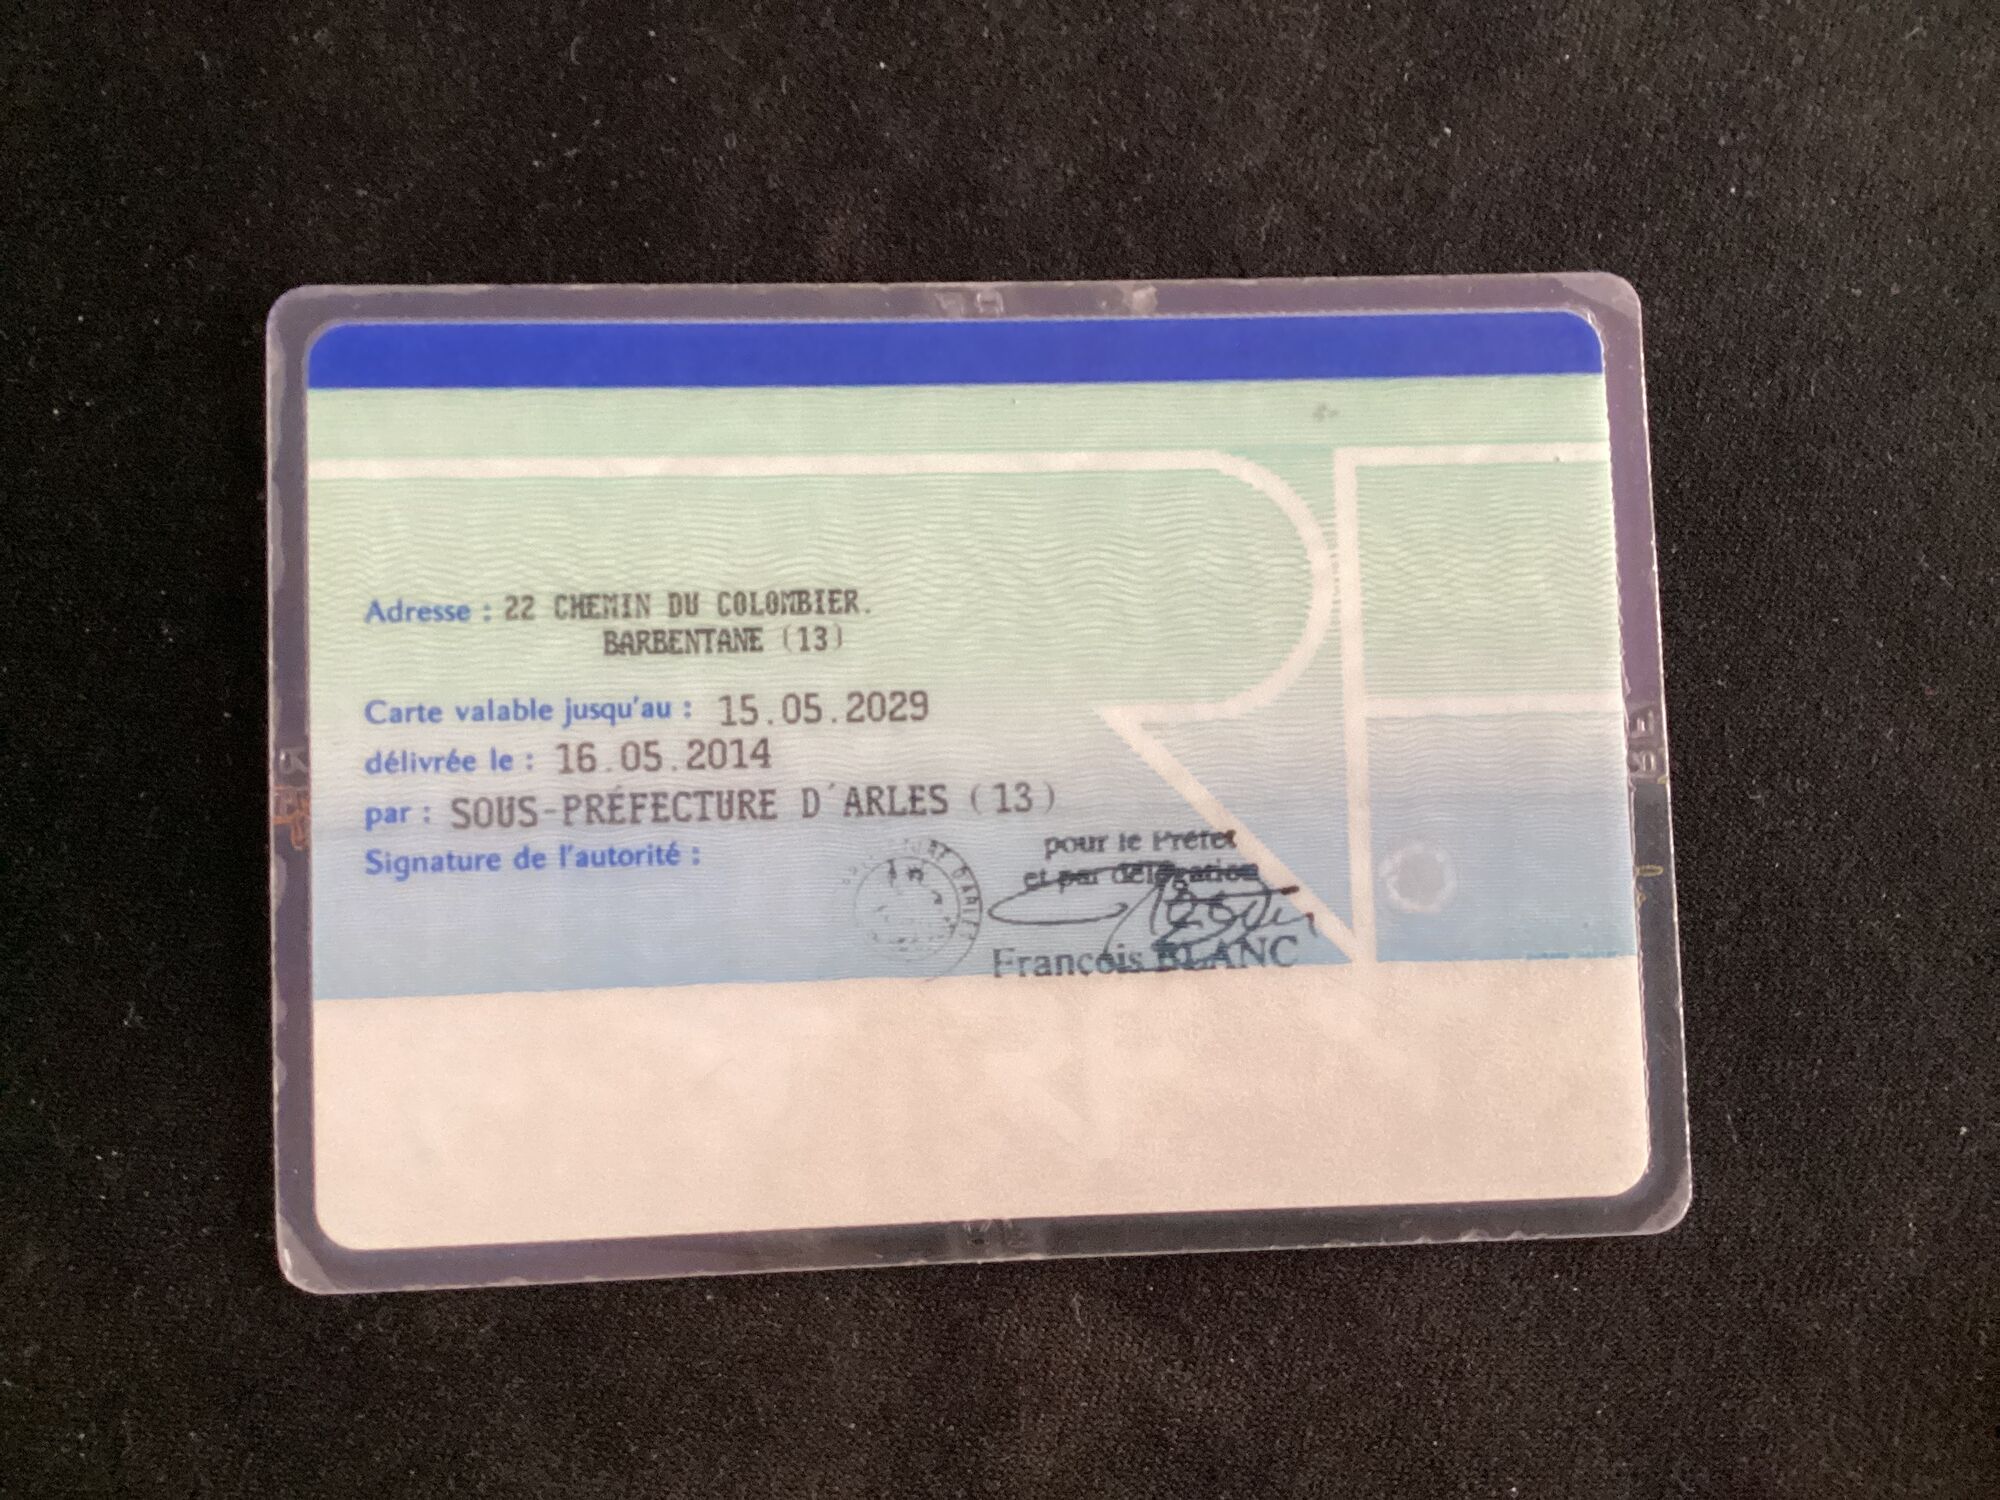 Adresse : 22 CHEMIN DU COLOMBIER.
BARBENTANE (13)
Carte valable jusqu'au : 15.05.2029
délivrée le : 16.05.2014
par : SOUS-PRÉFECTURE D'ARLES (13)
Signature de l'autorité :
pour le Préfet
et par délégation
François BLANC
RF